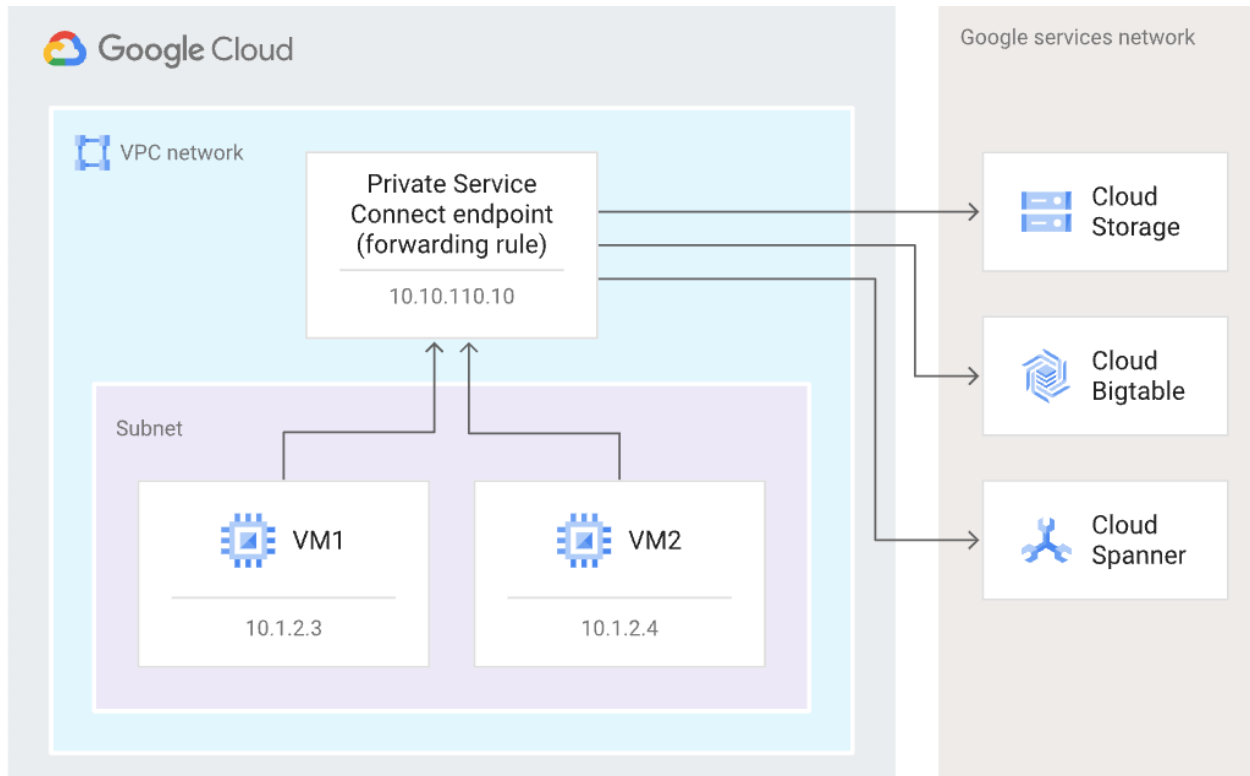 Google Cloud
Google services network
VPC network
Private Service
Connect endpoint
(forwarding rule)
10.10.110.10
Cloud
Storage
Cloud
Bigtable
Subnet
VM1
VM2
Cloud
Spanner
10.1.2.3
10.1.2.4